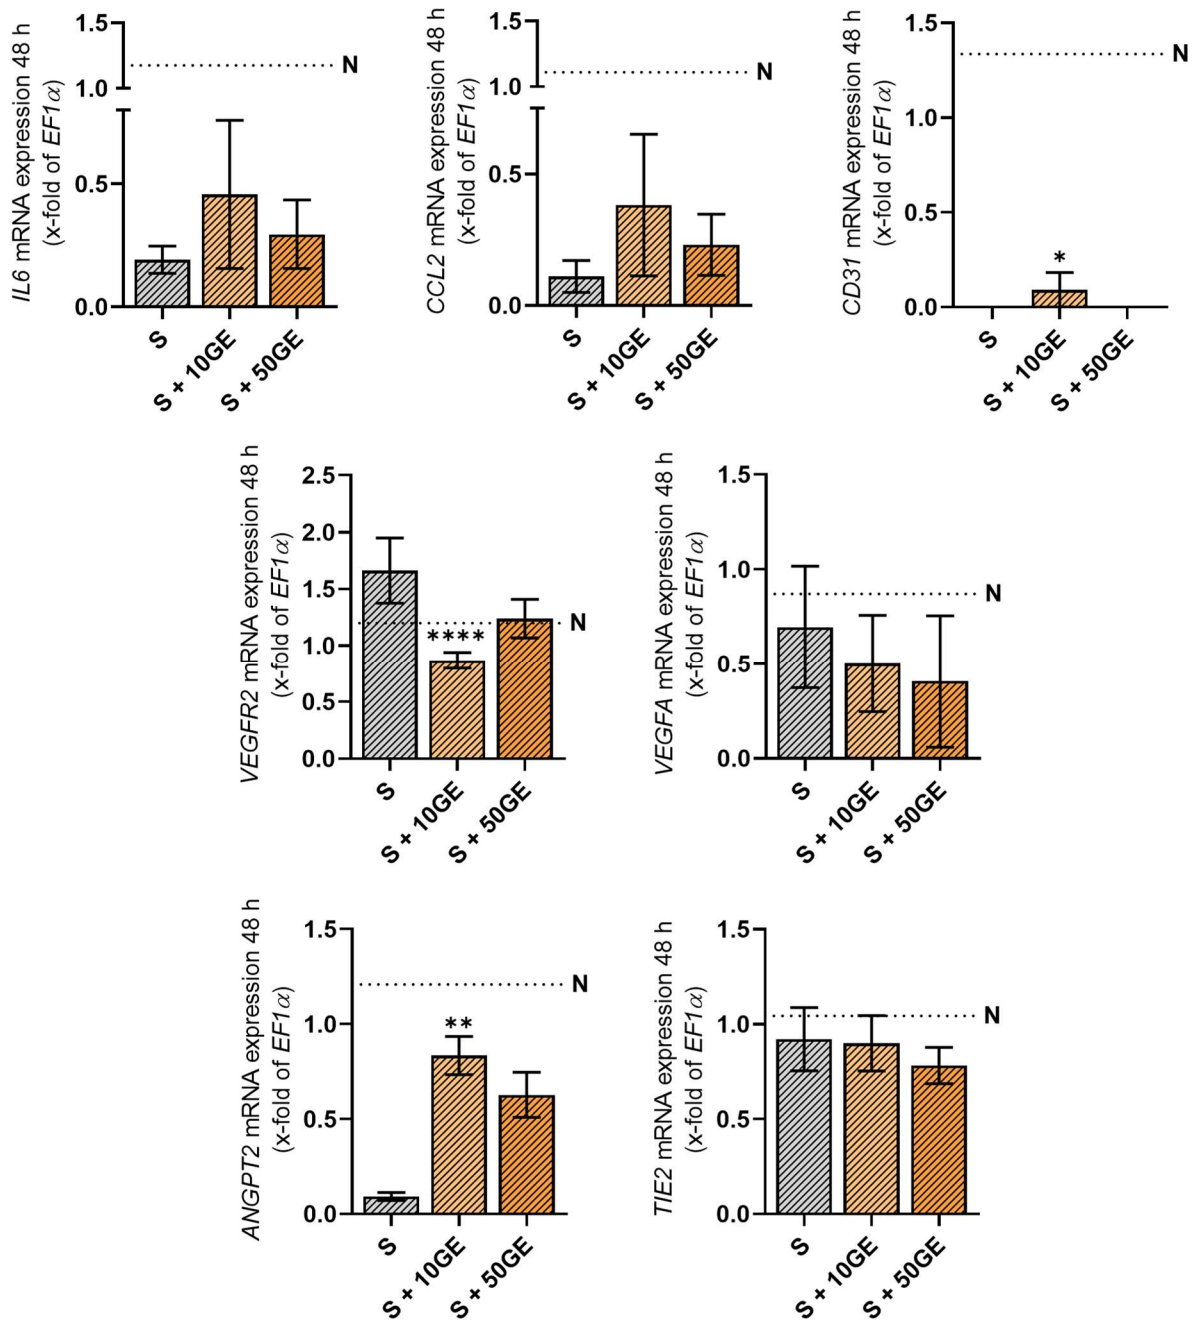 IL6 mRNA expression 48 h
(x-fold of EF1α)
1.5
1.0
0.5
0.0
N
S
S + 10GE
S + 50GE
CCL2 mRNA expression 48 h
(x-fold of EF1α)
1.5
1.0
0.5
0.0
N
S
S + 10GE
S + 50GE
CD31 mRNA expression 48 h
(x-fold of EF1α)
1.5
1.0
0.5
0.0
N
*
S
S + 10GE
S + 50GE
VEGFR2 mRNA expression 48 h
(x-fold of EF1α)
2.5
2.0
1.5
1.0
0.5
0.0
N
****
S
S + 10GE
S + 50GE
VEGFA mRNA expression 48 h
(x-fold of EF1α)
1.5
1.0
0.5
0.0
N
S
S + 10GE
S + 50GE
ANGPT2 mRNA expression 48 h
(x-fold of EF1α)
1.5
1.0
0.5
0.0
N
**
S
S + 10GE
S + 50GE
TIE2 mRNA expression 48 h
(x-fold of EF1α)
1.5
1.0
0.5
0.0
N
S
S + 10GE
S + 50GE